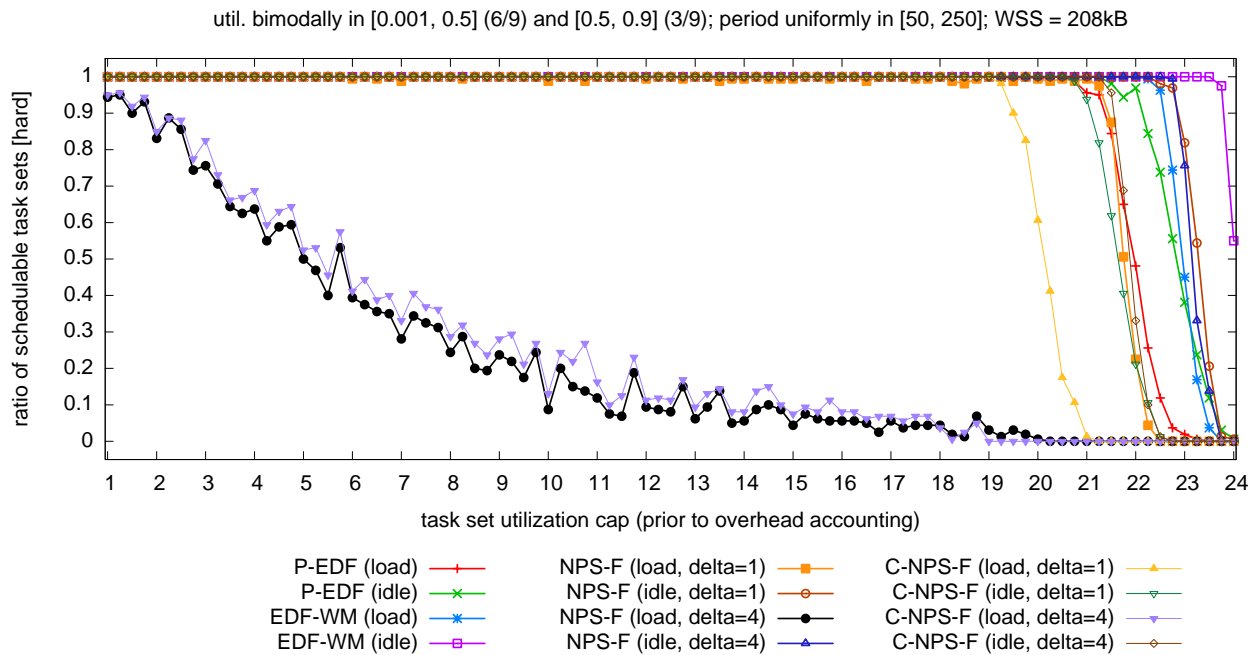 util. bimodally in [0.001, 0.5] (6/9) and [0.5, 0.9] (3/9); period uniformly in [50, 250]; WSS = 208kB
ratio of schedulable task sets [hard]
1
0.9
0.8
0.7
0.6
0.5
0.4
0.3
0.2
0.1
0
1 2 3 4 5 6 7 8 9 10 11 12 13 14 15 16 17 18 19 20 21 22 23 24
task set utilization cap (prior to overhead accounting)
P-EDF (load) NPS-F (load, delta=1) C-NPS-F (load, delta=1)
P-EDF (idle) NPS-F (idle, delta=1) C-NPS-F (idle, delta=1)
EDF-WM (load) NPS-F (load, delta=4) C-NPS-F (load, delta=4)
EDF-WM (idle) NPS-F (idle, delta=4) C-NPS-F (idle, delta=4)